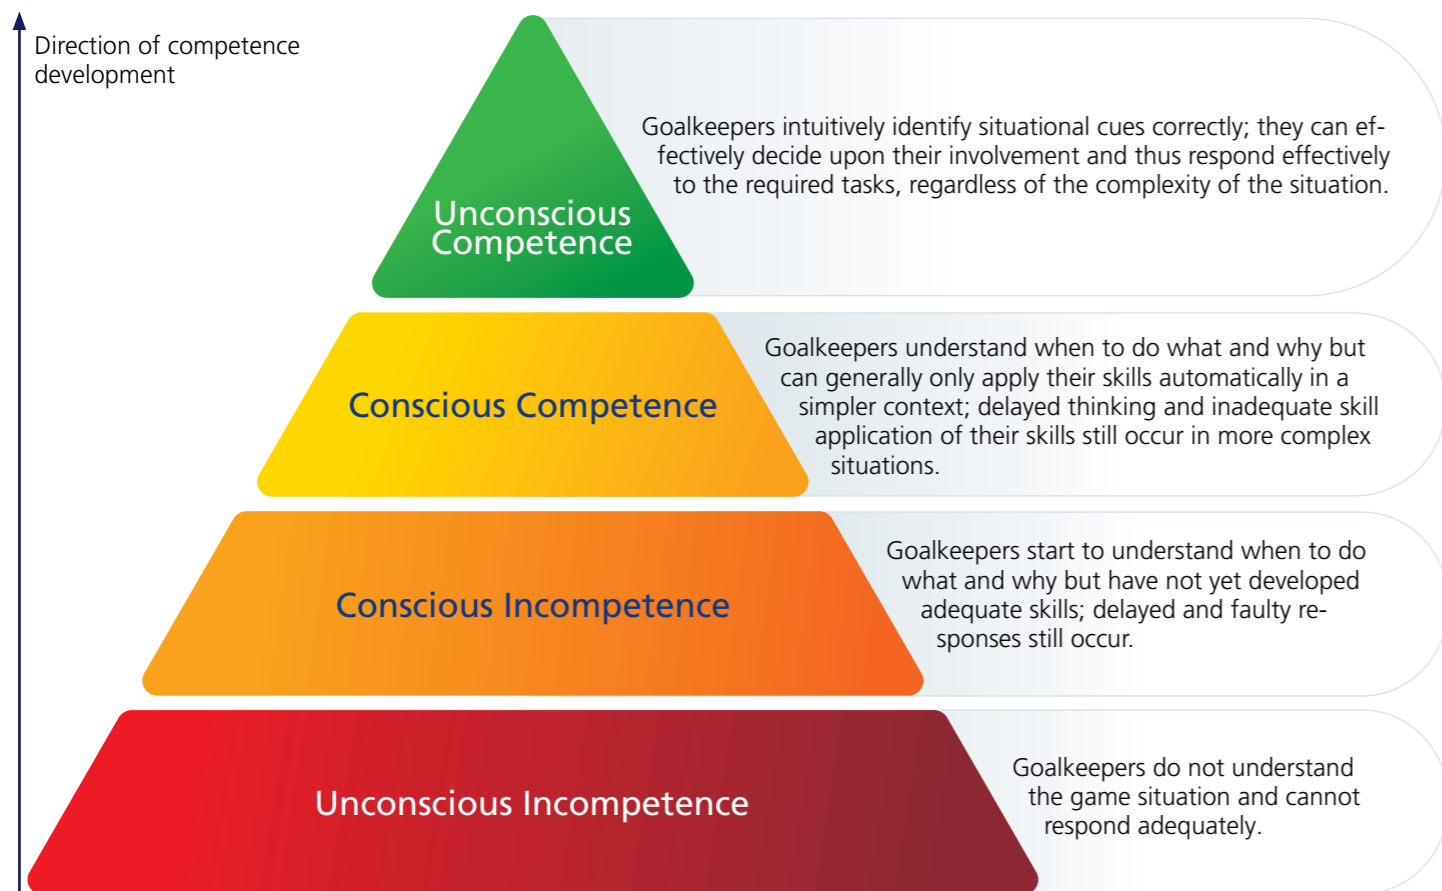 Direction of competence
development
Goalkeepers intuitively identify situational cues correctly; they can ef-
fectively decide upon their involvement and thus respond effectively
to the required tasks, regardless of the complexity of the situation.
Unconscious
Competence
Goalkeepers understand when to do what and why but
can generally only apply their skills automatically in a
simpler context; delayed thinking and inadequate skill
application of their skills still occur in more complex
situations.
Conscious Competence
Goalkeepers start to understand when to do
what and why but have not yet developed
adequate skills; delayed and faulty re-
sponses still occur.
Conscious Incompetence
Goalkeepers do not understand
the game situation and cannot
respond adequately.
Unconscious Incompetence